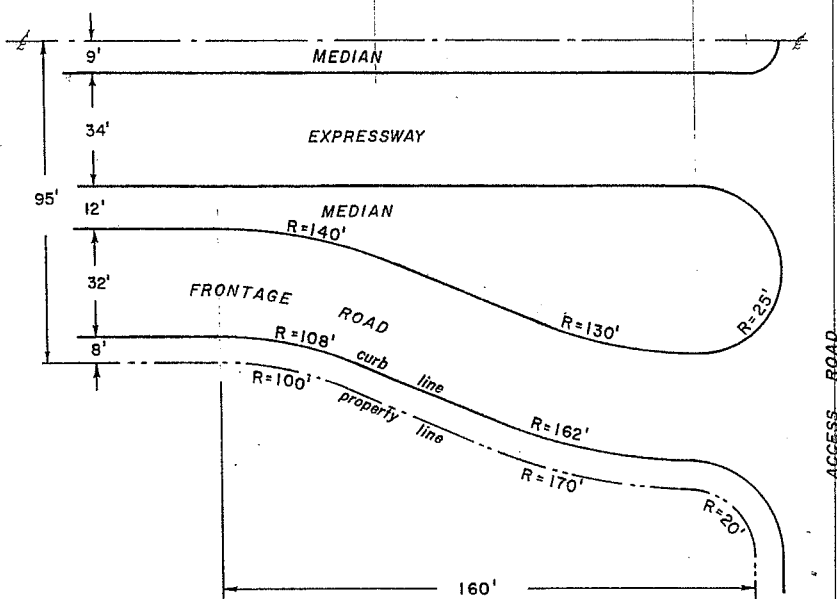 9'
MEDIAN
34'
EXPRESSWAY
95'
12'
MEDIAN
R=140'
32'
FRONTAGE ROAD
R=130'
R=25'
8'
R=108'
curb line
R=100'
property line
R=162'
R=170'
R=20'
ACCESS ROAD
160'